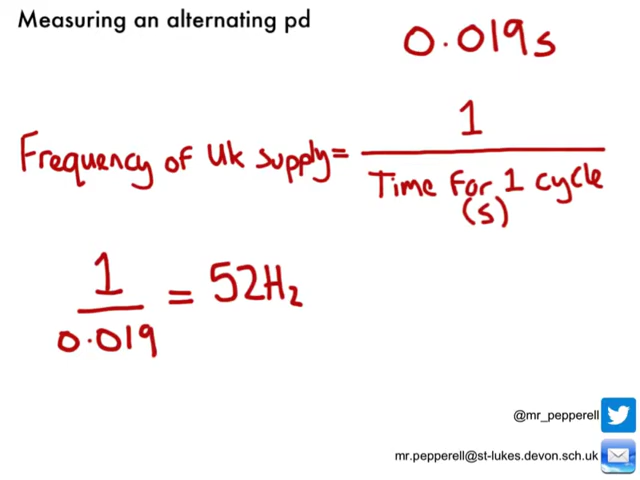 Measuring an alternating pd
0.019s
Frequency of UK supply = 1
Time for 1 cycle
(s)
1
0.019 = 52Hz
@mr_pepperell
mr.pepperell@st-lukes.devon.sch.uk